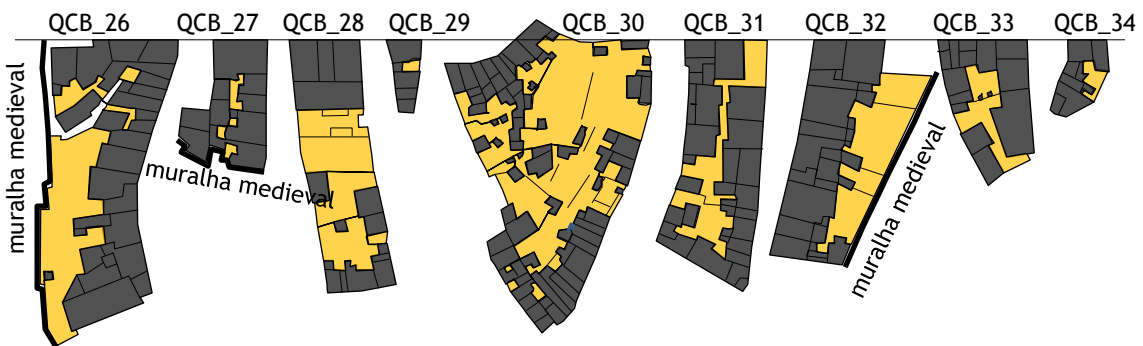 QCB_26
QCB_27
QCB_28
QCB_29
QCB_30
QCB_31
QCB_32
QCB_33
QCB_34
muralha medieval
muralha medieval
muralha medieval